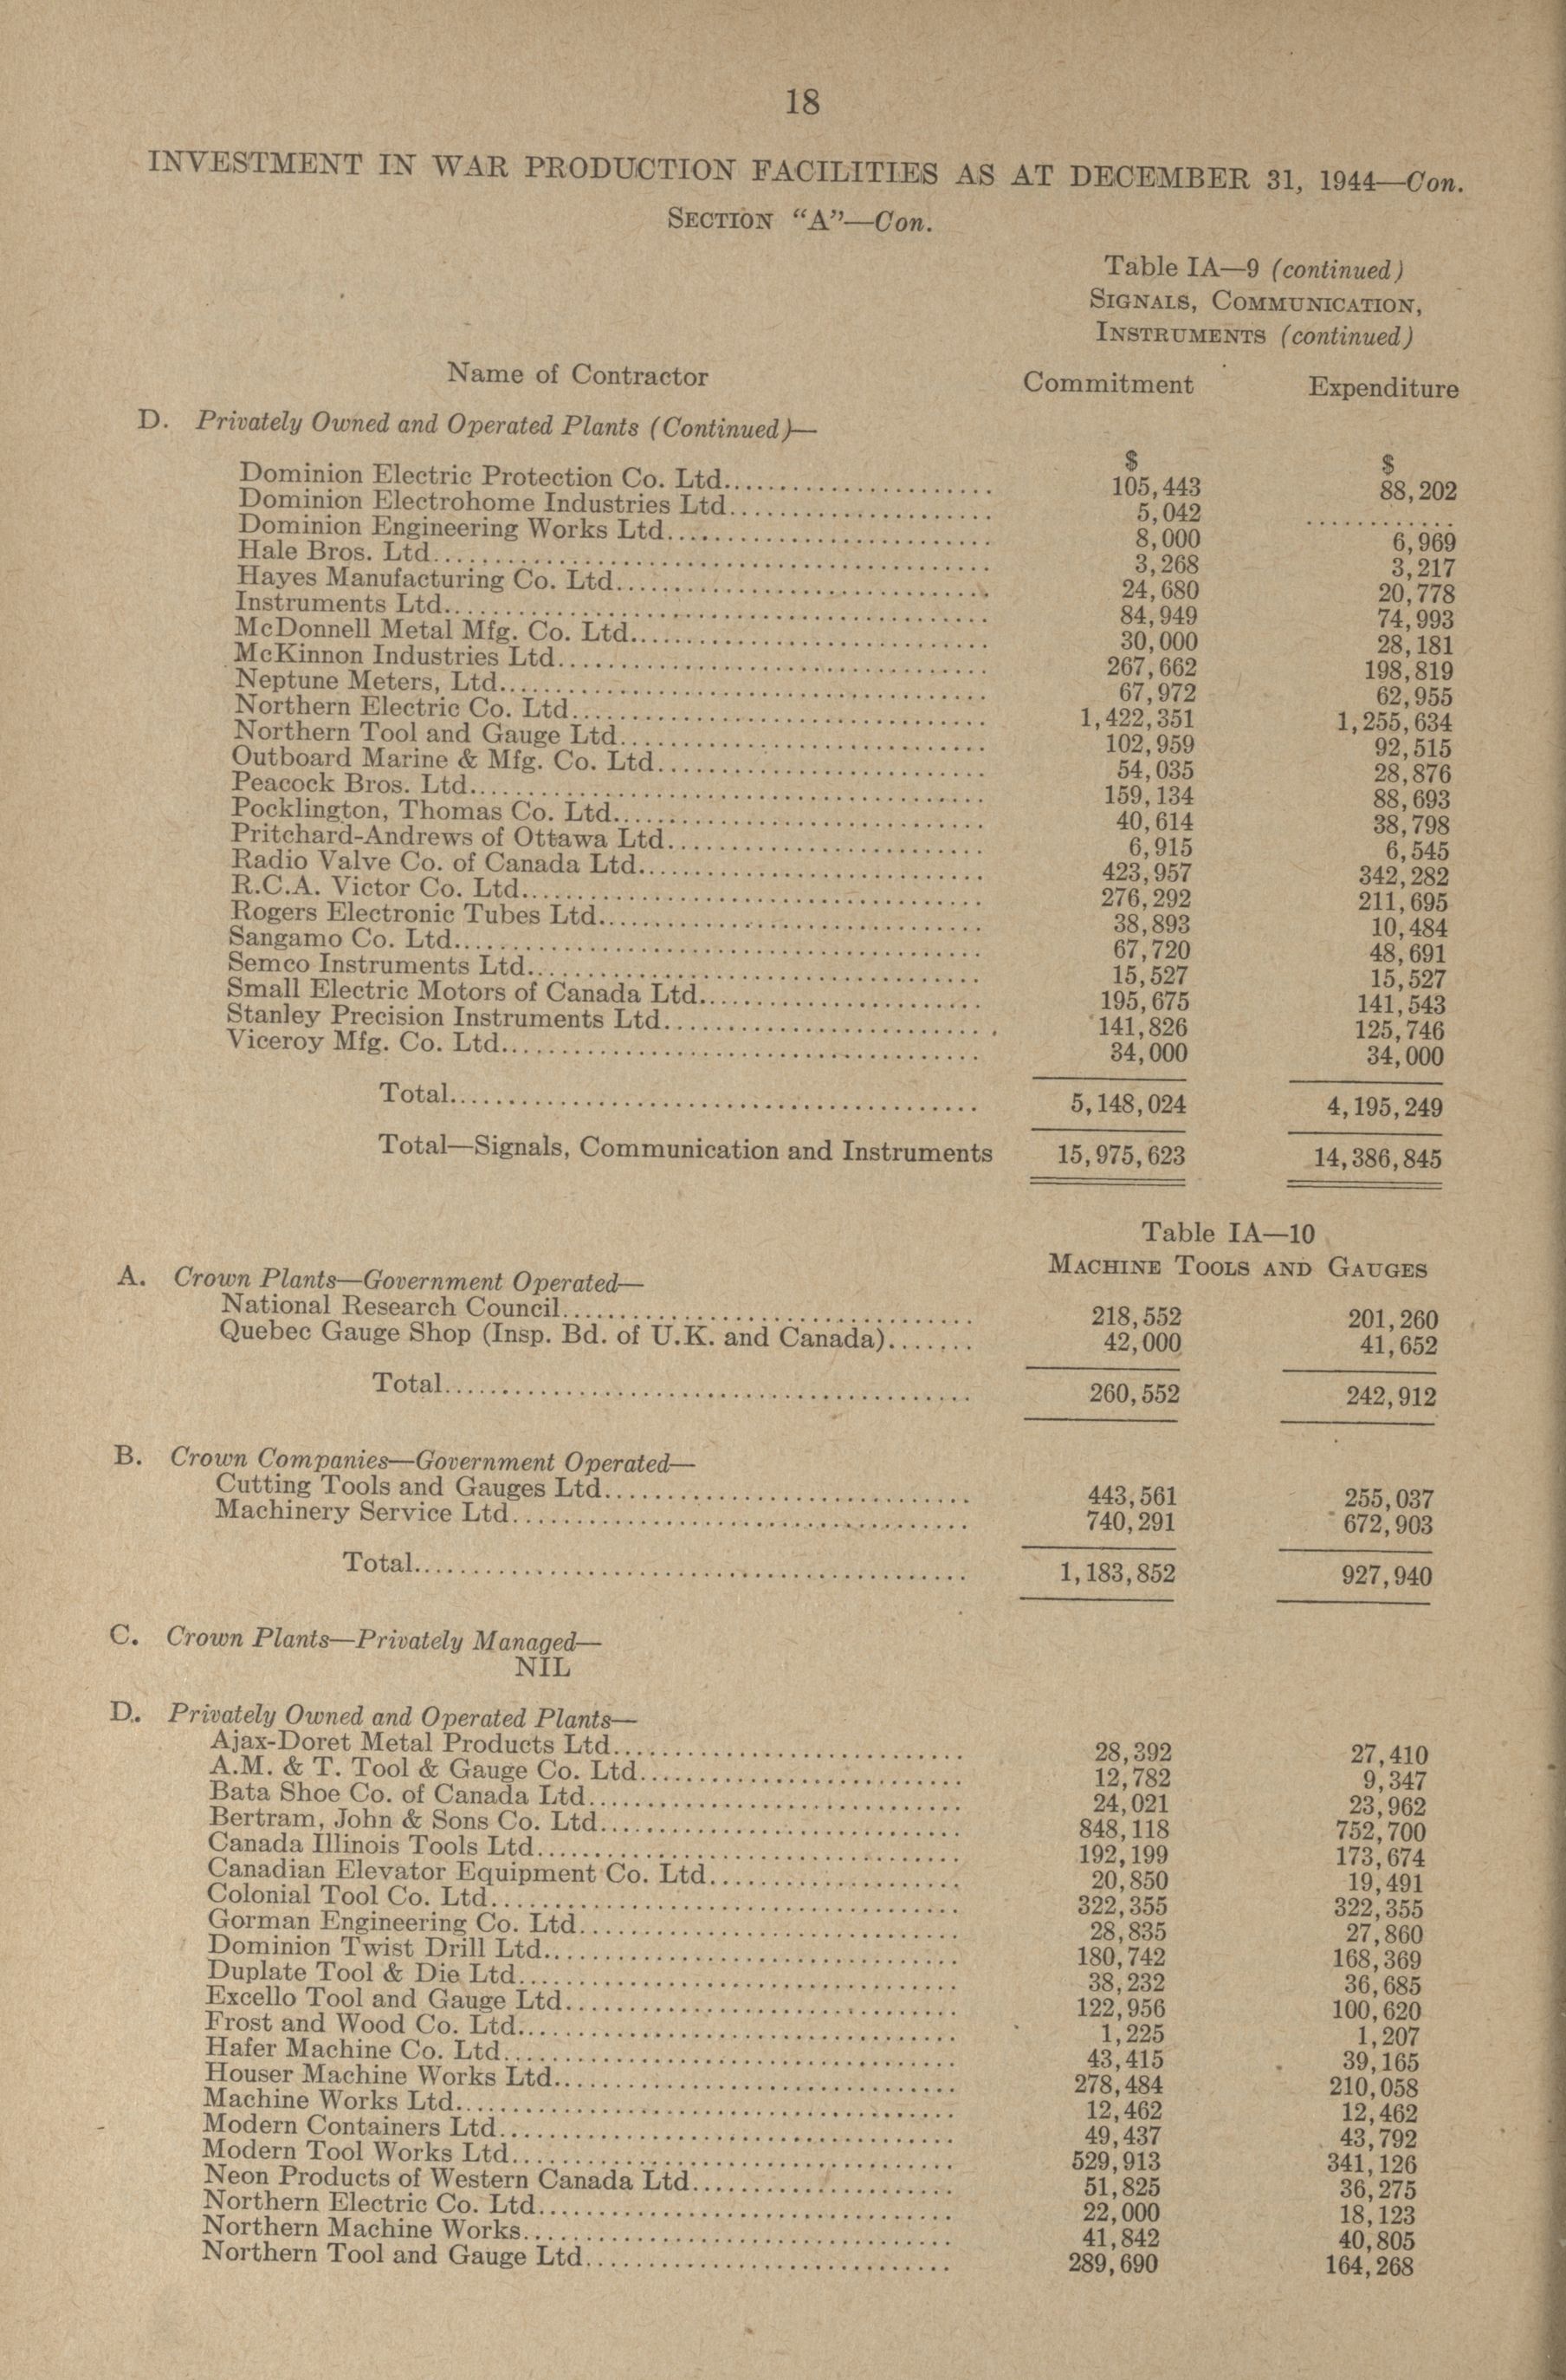 18
INVESTMENT IN WAR PRODUCTION FACILITIES AS AT DECEMBER 31, 1944—Con.
SECTION "A"—Con.
Table IA—9 (continued)
SIGNALS, COMMUNICATION,
INSTRUMENTS (continued)
Name of Contractor Commitment Expenditure
D. Privately Owned and Operated Plants (Continued)—
$ $
Dominion Electric Protection Co. Ltd. 105,443 88,202
Dominion Electrohome Industries Ltd. 5,042 ............
Dominion Engineering Works Ltd. 8,000 6,969
Hale Bros. Ltd. 3,268 3,217
Hayes Manufacturing Co. Ltd. 24,680 20,778
Instruments Ltd. 84,949 74,993
McDonnell Metal Mfg. Co. Ltd. 30,000 28,181
McKinnon Industries Ltd. 267,662 198,819
Neptune Meters, Ltd. 67,972 62,955
Northern Electric Co. Ltd. 1,422,351 1,255,634
Northern Tool and Gauge Ltd. 102,959 92,515
Outboard Marine & Mfg. Co. Ltd. 54,035 28,876
Peacock Bros. Ltd. 159,134 88,693
Pocklington, Thomas Co. Ltd. 40,614 38,798
Pritchard-Andrews of Ottawa Ltd. 6,915 6,545
Radio Valve Co. of Canada Ltd. 423,957 342,282
R.C.A. Victor Co. Ltd. 276,292 211,695
Rogers Electronic Tubes Ltd. 38,893 10,484
Sangamo Co. Ltd. 67,720 48,691
Semco Instruments Ltd. 15,527 15,527
Small Electric Motors of Canada Ltd. 195,675 141,543
Stanley Precision Instruments Ltd. 141,826 125,746
Viceroy Mfg. Co. Ltd. 34,000 34,000
Total 5,148,024 4,195,249
Total—Signals, Communication and Instruments 15,975,623 14,386,845
Table IA—10
MACHINE TOOLS AND GAUGES
A. Crown Plants—Government Operated—
National Research Council 218,552 201,260
Quebec Gauge Shop (Insp. Bd. of U.K. and Canada) 42,000 41,652
Total 260,552 242,912
B. Crown Companies—Government Operated—
Cutting Tools and Gauges Ltd. 443,561 255,037
Machinery Service Ltd. 740,291 672,903
Total 1,183,852 927,940
C. Crown Plants—Privately Managed—
NIL
D. Privately Owned and Operated Plants—
Ajax-Doret Metal Products Ltd. 28,392 27,410
A.M. & T. Tool & Gauge Co. Ltd. 12,782 9,347
Bata Shoe Co. of Canada Ltd. 24,021 23,962
Bertram, John & Sons Co. Ltd. 848,118 752,700
Canada Illinois Tools Ltd. 192,199 173,674
Canadian Elevator Equipment Co. Ltd. 20,850 19,491
Colonial Tool Co. Ltd. 322,355 322,355
Gorman Engineering Co. Ltd. 28,835 27,860
Dominion Twist Drill Ltd. 180,742 168,369
Duplate Tool & Die Ltd. 38,232 36,685
Excello Tool and Gauge Ltd. 122,956 100,620
Frost and Wood Co. Ltd. 1,225 1,207
Hafer Machine Co. Ltd. 43,415 39,165
Houser Machine Works Ltd. 278,484 210,058
Machine Works Ltd. 12,462 12,462
Modern Containers Ltd. 49,437 43,792
Modern Tool Works Ltd. 529,913 341,126
Neon Products of Western Canada Ltd. 51,825 36,275
Northern Electric Co. Ltd. 22,000 18,123
Northern Machine Works 41,842 40,805
Northern Tool and Gauge Ltd. 289,690 164,268